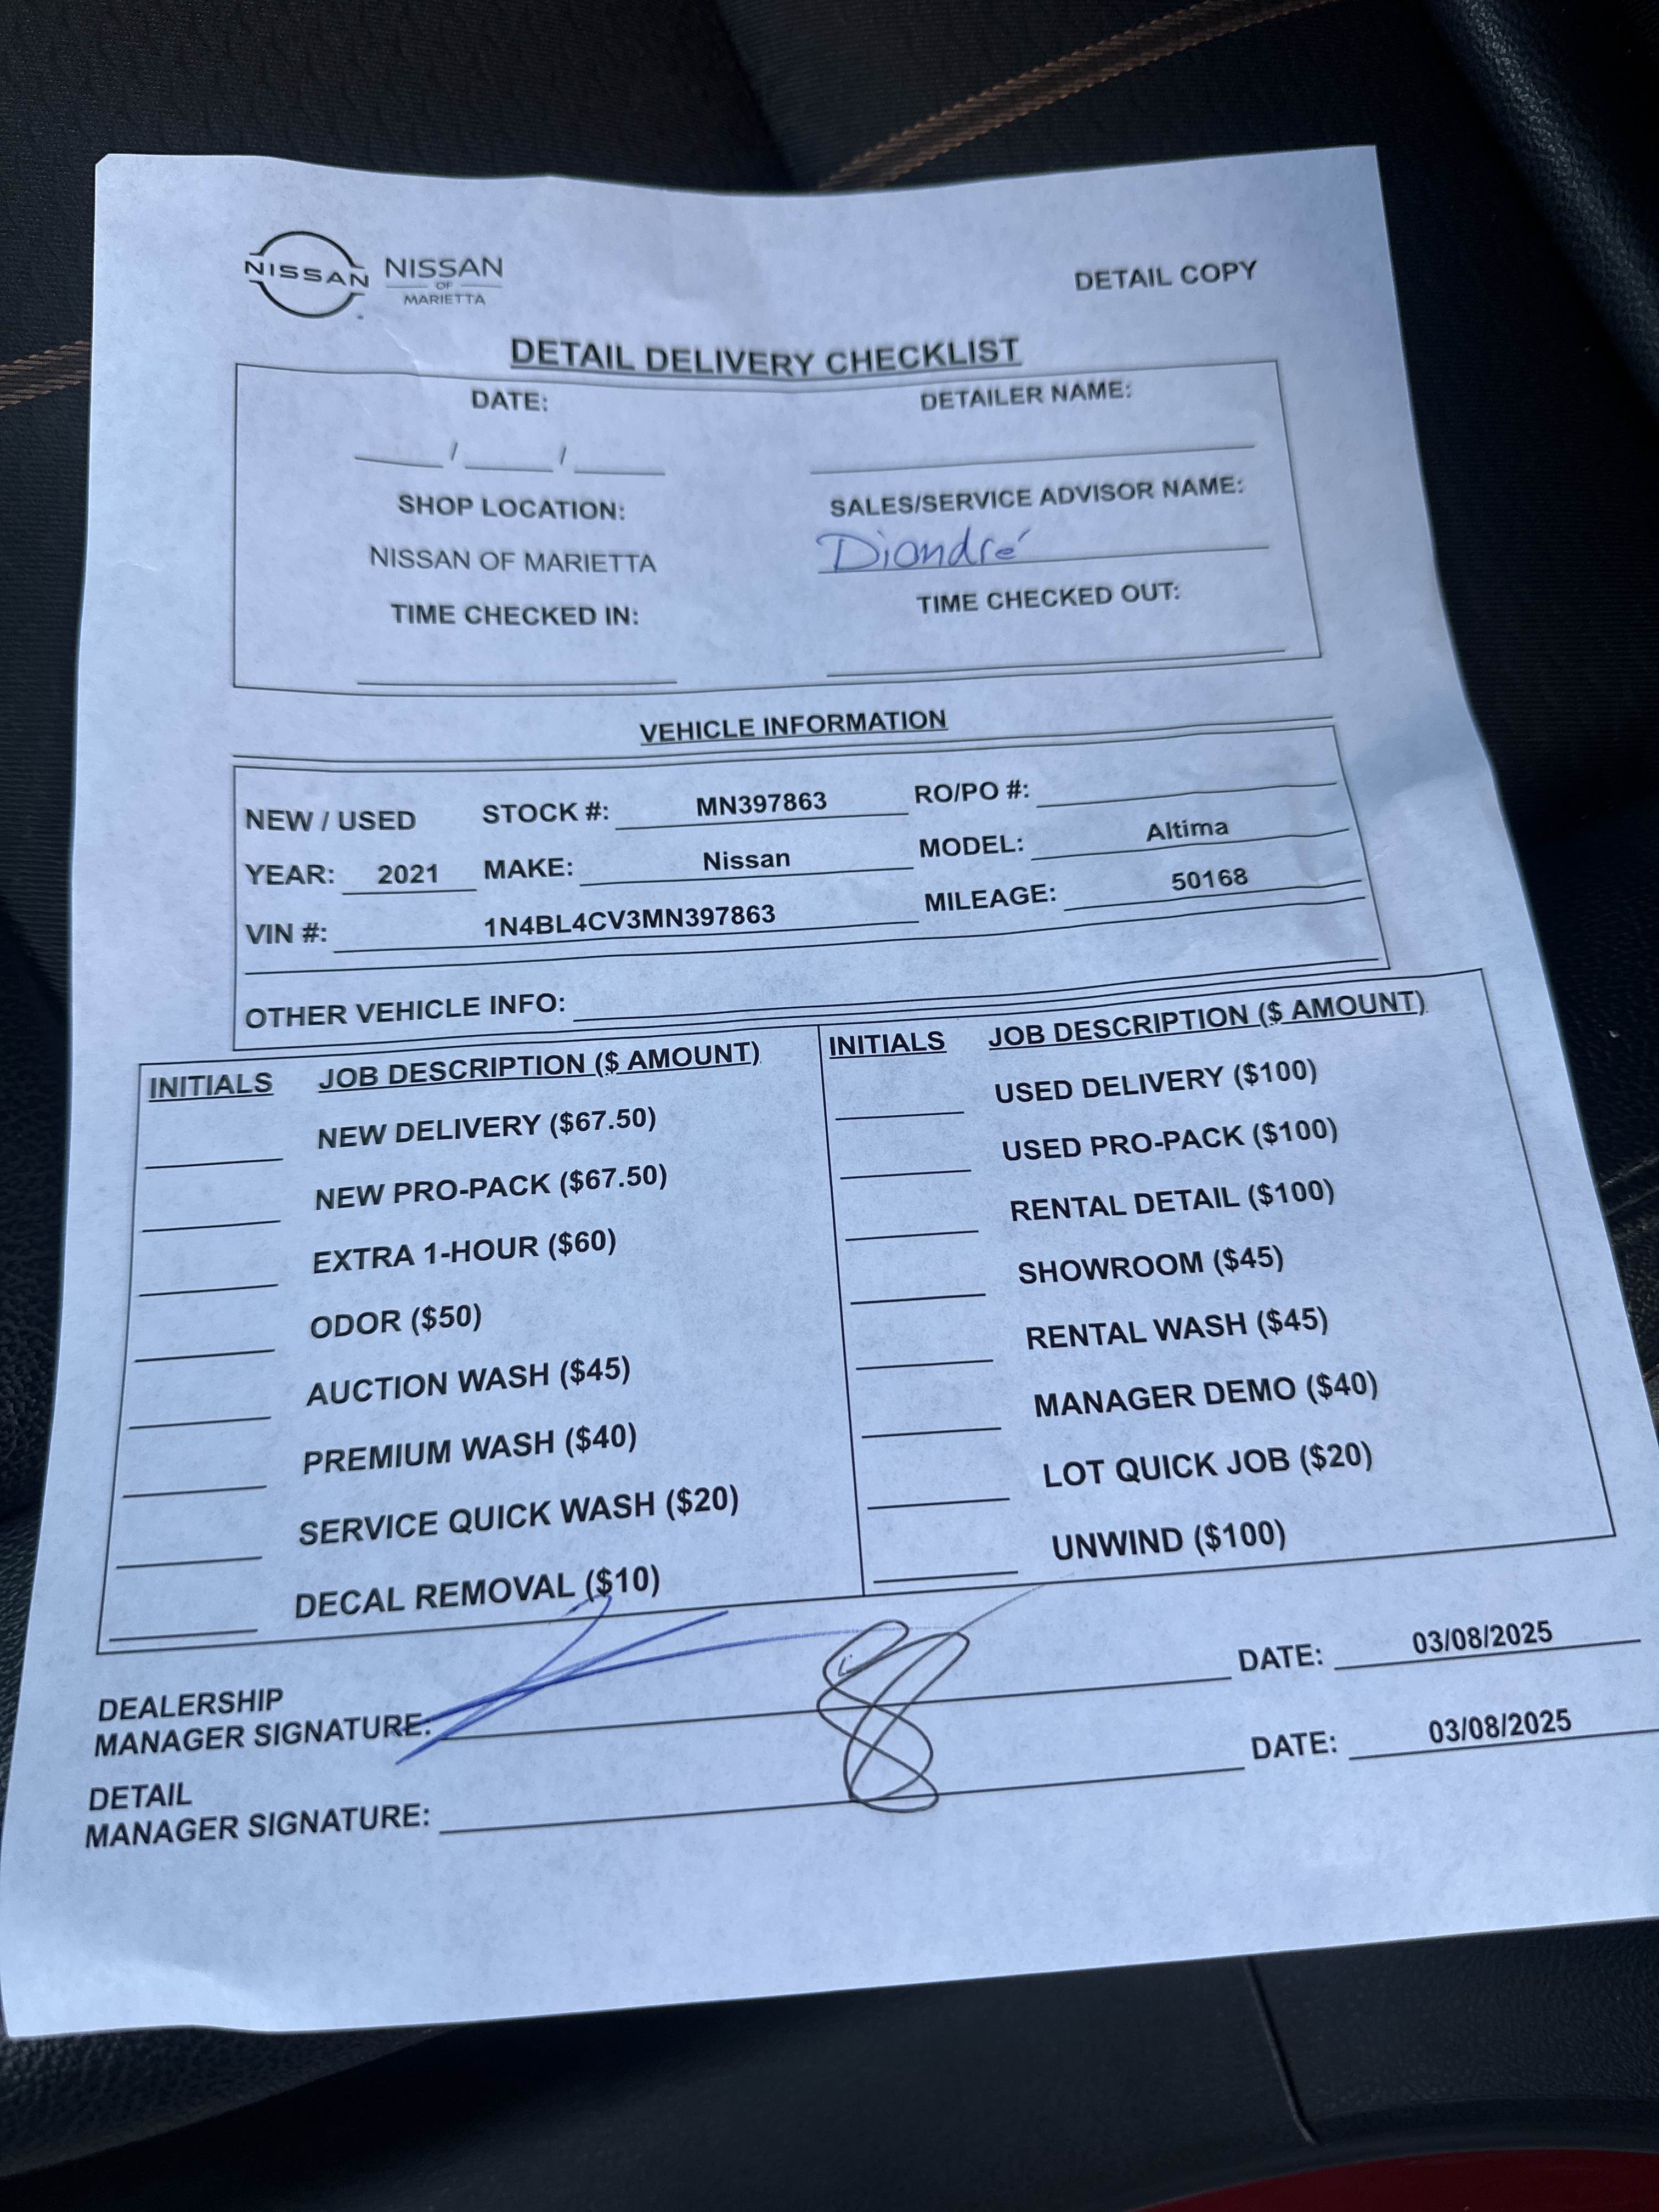 NISSAN NISSAN
OF
MARIETTA
DETAIL COPY
DETAIL DELIVERY CHECKLIST
DATE: DETAILER NAME:
/ /
SHOP LOCATION: SALES/SERVICE ADVISOR NAME:
NISSAN OF MARIETTA Diondré
TIME CHECKED IN: TIME CHECKED OUT:
VEHICLE INFORMATION
NEW / USED STOCK #: MN397863 RO/PO #:
YEAR: 2021 MAKE: Nissan MODEL: Altima
VIN #: 1N4BL4CV3MN397863 MILEAGE: 50168
OTHER VEHICLE INFO:
INITIALS JOB DESCRIPTION ($ AMOUNT) INITIALS JOB DESCRIPTION ($ AMOUNT)
NEW DELIVERY ($67.50) USED DELIVERY ($100)
NEW PRO-PACK ($67.50) USED PRO-PACK ($100)
EXTRA 1-HOUR ($60) RENTAL DETAIL ($100)
ODOR ($50) SHOWROOM ($45)
AUCTION WASH ($45) RENTAL WASH ($45)
PREMIUM WASH ($40) MANAGER DEMO ($40)
SERVICE QUICK WASH ($20) LOT QUICK JOB ($20)
DECAL REMOVAL ($10) UNWIND ($100)
DEALERSHIP
MANAGER SIGNATURE: DATE: 03/08/2025
DETAIL
MANAGER SIGNATURE: DATE: 03/08/2025